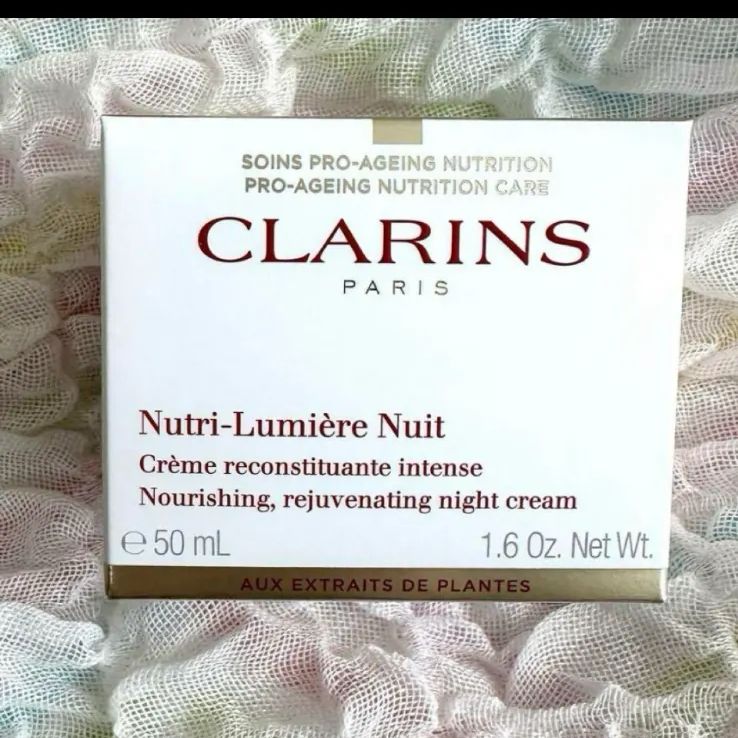 SOINS PRO-AGEING NUTRITION
PRO-AGEING NUTRITION CARE
CLARINS
PARIS
Nutri-Lumière Nuit
Crème reconstituante intense
Nourishing, rejuvenating night cream
℮ 50 mL 1.6 Oz. Net Wt.
AUX EXTRAITS DE PLANTES